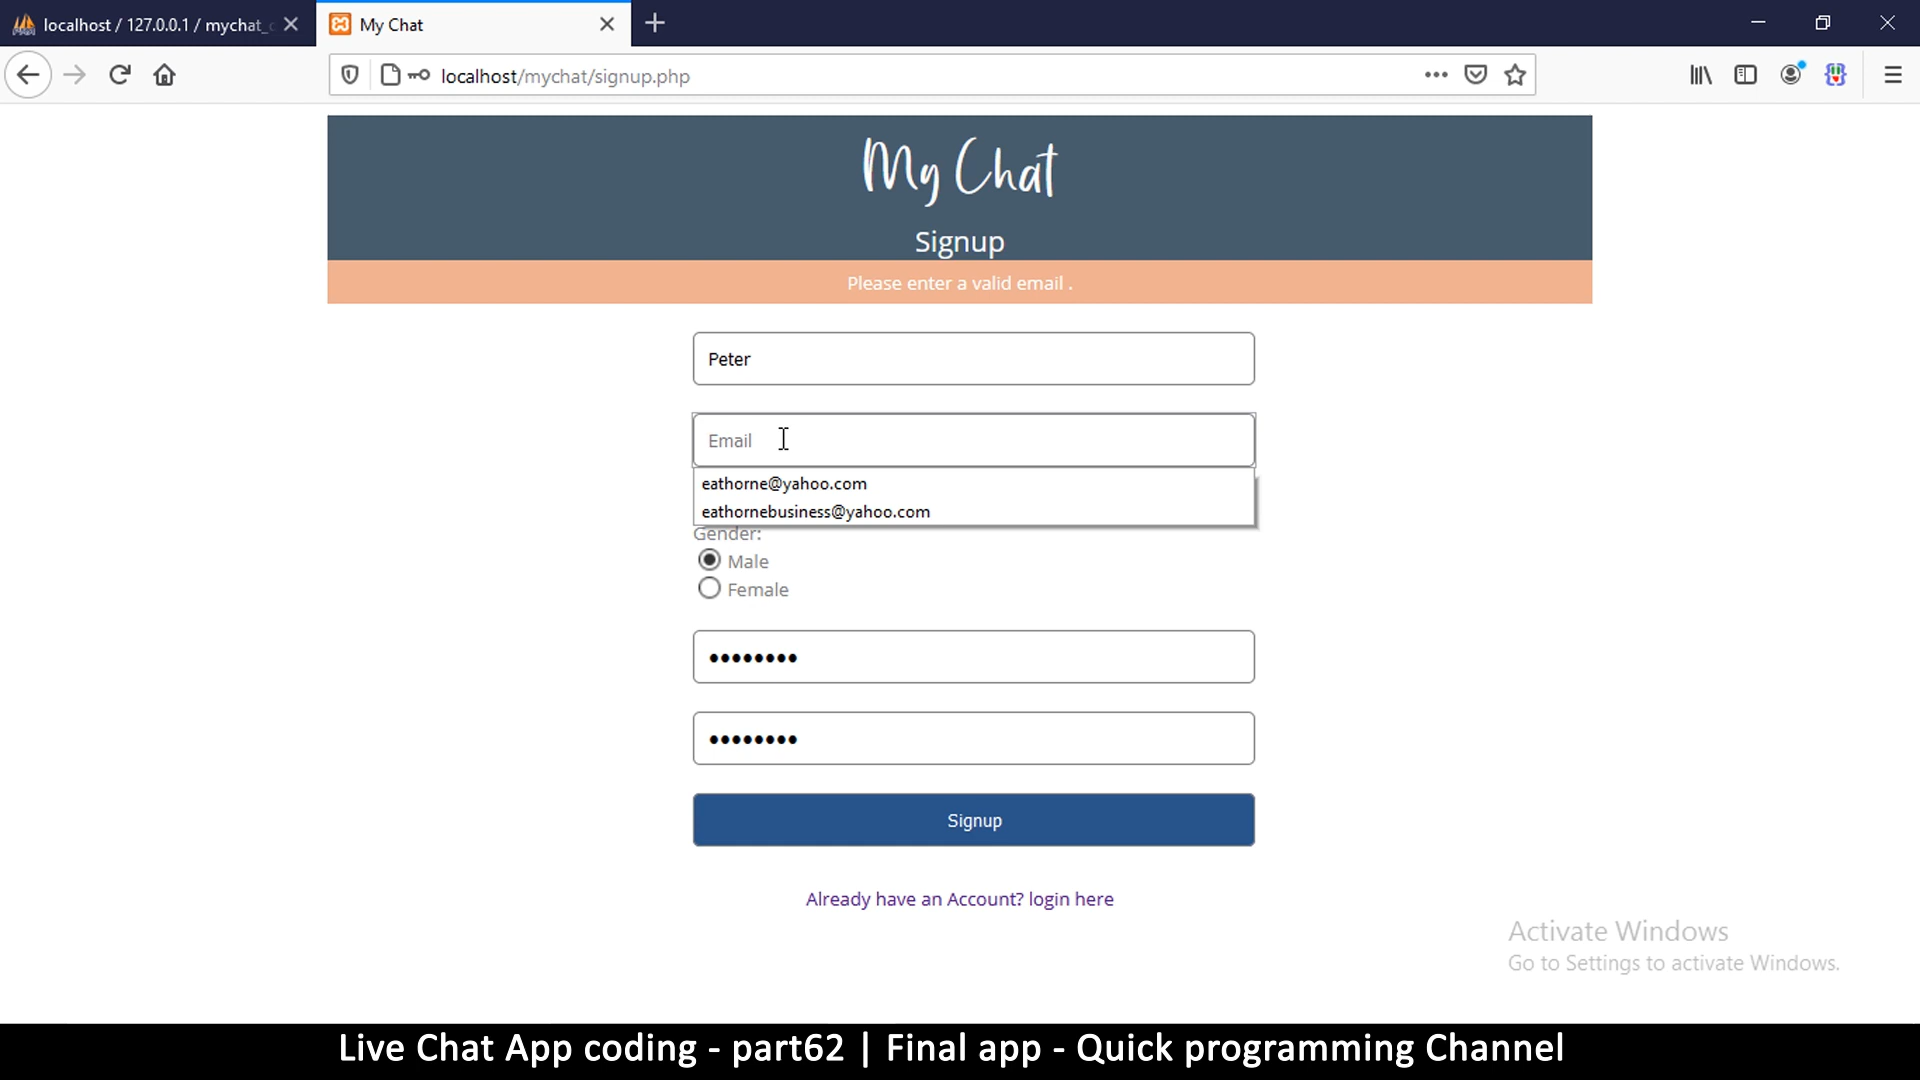 localhost / 127.0.0.1 / mychat_
My Chat
localhost/mychat/signup.php
My Chat
Signup
Please enter a valid email .
Peter
Email
eathorne@yahoo.com
eathornebusiness@yahoo.com
Gender:
Male
Female
Signup
Already have an Account? login here
Activate Windows
Go to Settings to activate Windows.
Live Chat App coding - part62 | Final app - Quick programming Channel